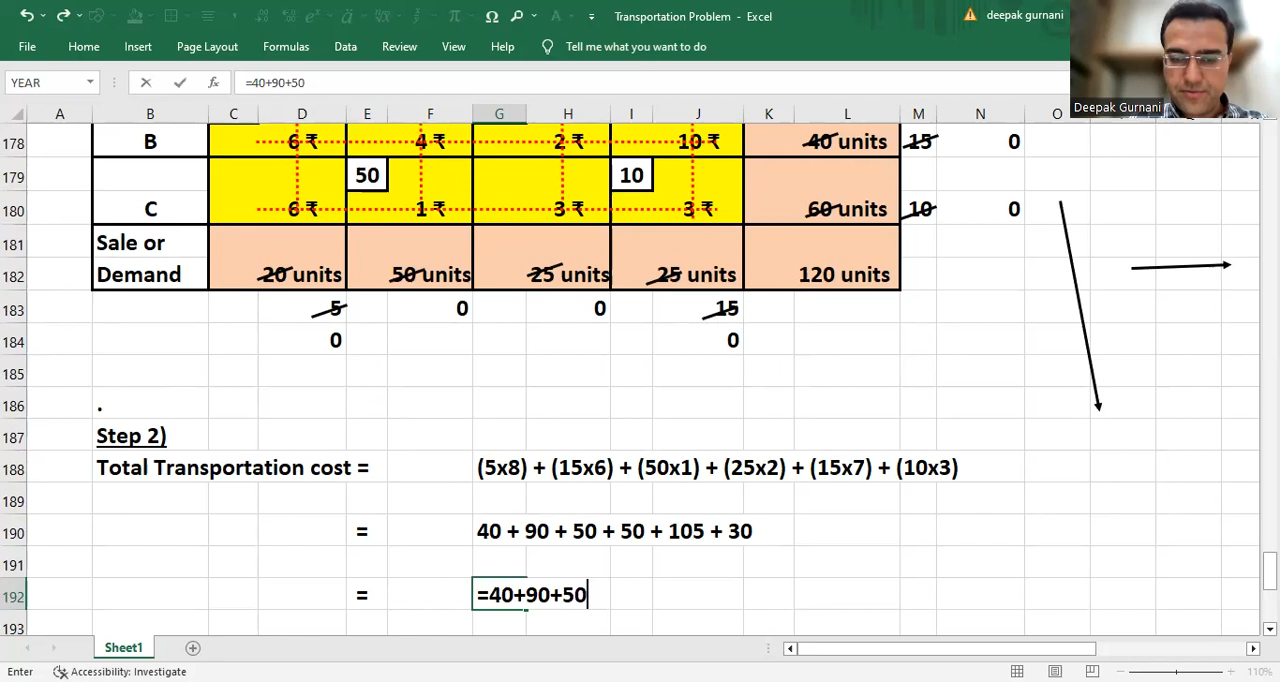 Transportation Problem - Excel
deepak gurnani
File Home Insert Page Layout Formulas Data Review View Help Tell me what you want to do
YEAR =40+90+50
Deepak Gurnani
A B C D E F G H I J K L M N O
178 B 6 ₹ 4 ₹ 2 ₹ 10 ₹ 40 units 15 0
179 50 10
180 C 6 ₹ 1 ₹ 3 ₹ 3 ₹ 60 units 10 0
181 Sale or
182 Demand 20 units 50 units 25 units 25 units 120 units
183 5 0 0 15
184 0 0
185
186 .
187 Step 2)
188 Total Transportation cost = (5x8) + (15x6) + (50x1) + (25x2) + (15x7) + (10x3)
189
190 = 40 + 90 + 50 + 50 + 105 + 30
191
192 = =40+90+50
193
Sheet1
Enter Accessibility: Investigate 110%